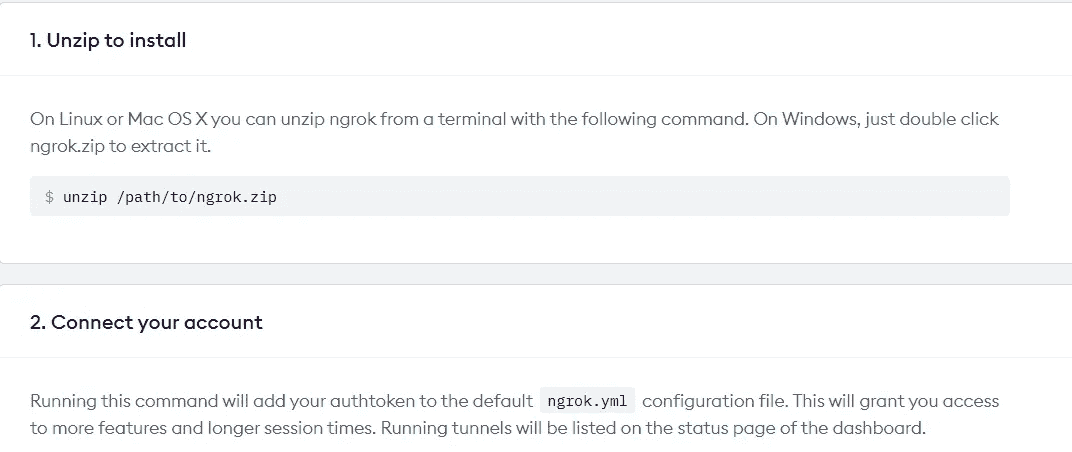 1. Unzip to install
On Linux or Mac OS X you can unzip ngrok from a terminal with the following command. On Windows, just double click
ngrok.zip to extract it.
$ unzip /path/to/ngrok.zip
2. Connect your account
Running this command will add your authtoken to the default ngrok.yml configuration file. This will grant you access
to more features and longer session times. Running tunnels will be listed on the status page of the dashboard.